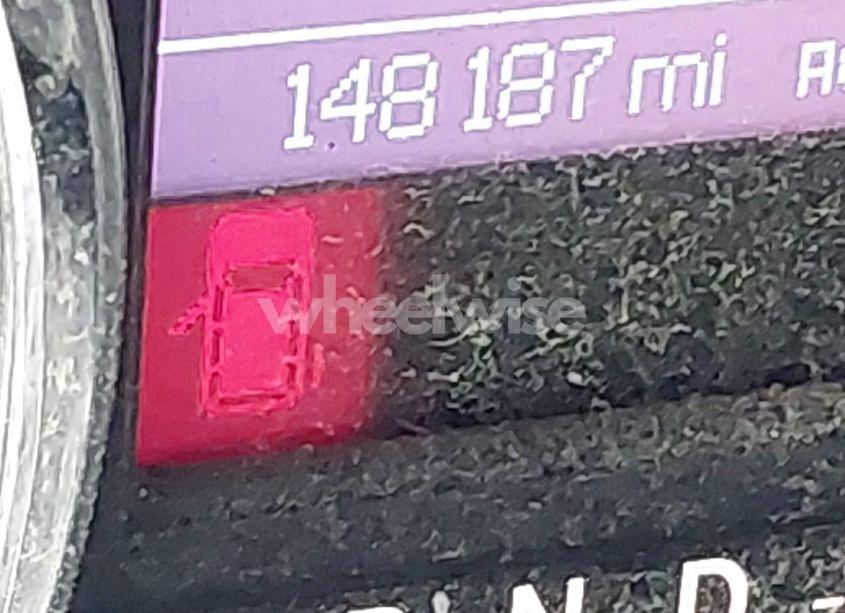 148 187 mi
wheelwise
N D